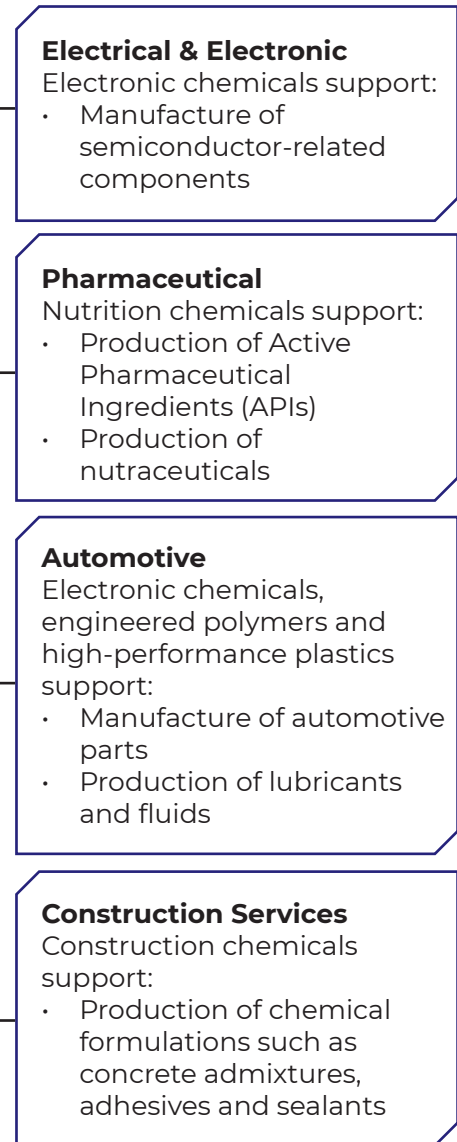 Electrical & Electronic
Electronic chemicals support:
• Manufacture of
semiconductor-related
components
Pharmaceutical
Nutrition chemicals support:
• Production of Active
Pharmaceutical
Ingredients (APIs)
• Production of
nutraceuticals
Automotive
Electronic chemicals,
engineered polymers and
high-performance plastics
support:
• Manufacture of automotive
parts
• Production of lubricants
and fluids
Construction Services
Construction chemicals
support:
• Production of chemical
formulations such as
concrete admixtures,
adhesives and sealants